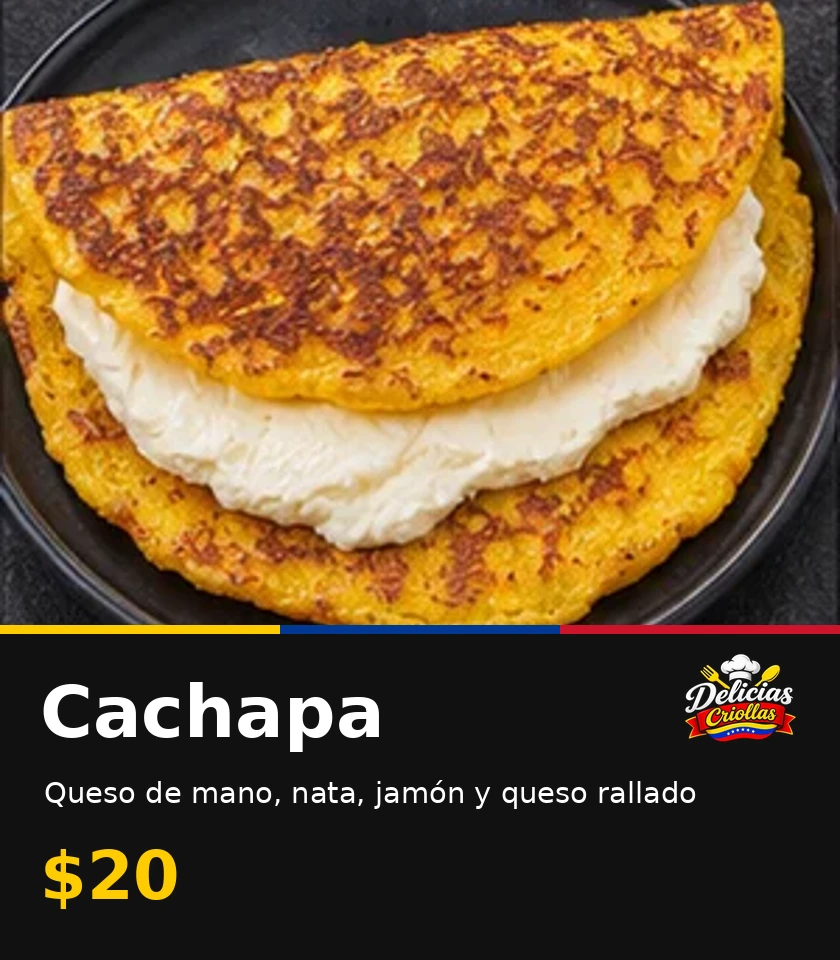 Cachapa
Delicias
Criollas
Queso de mano, nata, jamón y queso rallado
$20